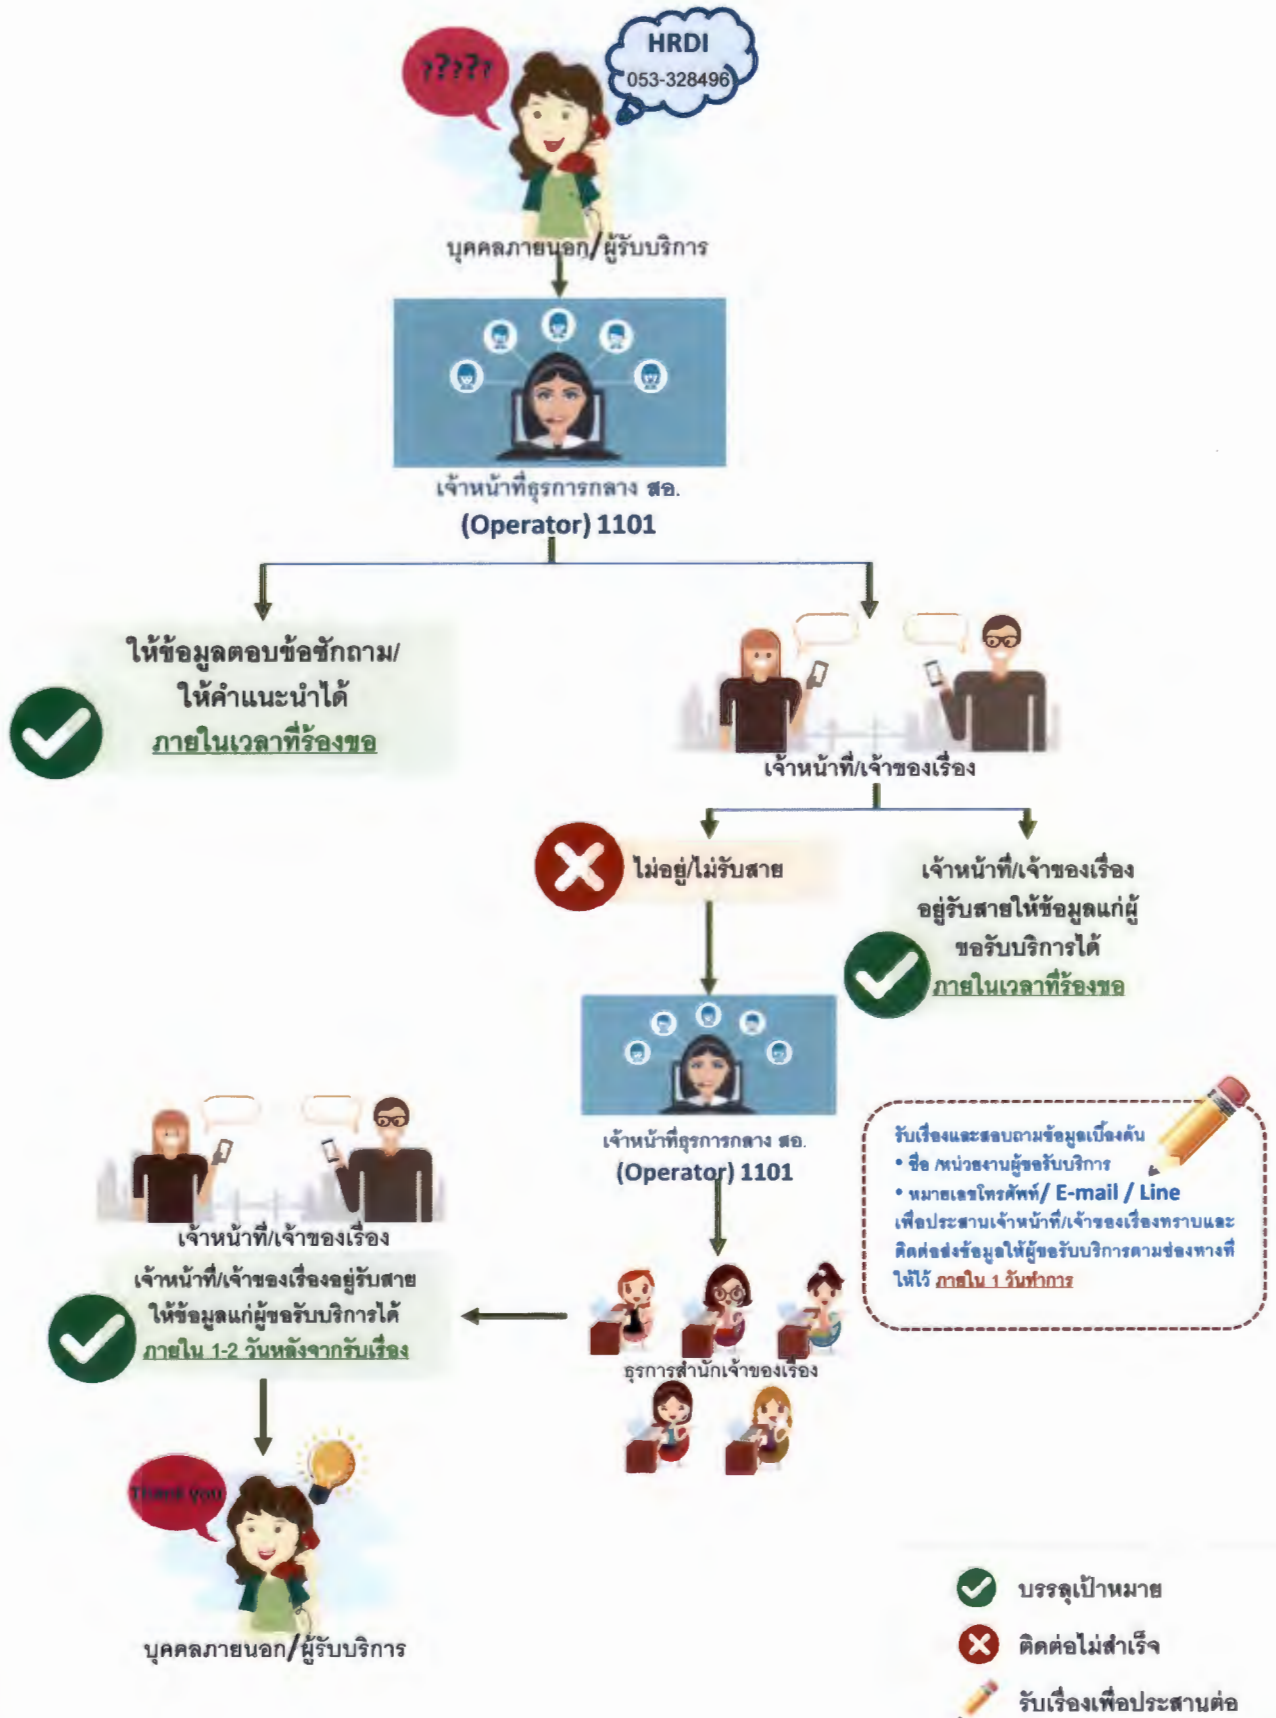 ????
HRDI
053-328496
บุคคลภายนอก/ผู้รับบริการ
เจ้าหน้าที่ธุรการกลาง สอ.
(Operator) 1101
ให้ข้อมูลตอบข้อซักถาม/
ให้คำแนะนำได้
ภายในเวลาที่ร้องขอ
เจ้าหน้าที่/เจ้าของเรื่อง
ไม่อยู่/ไม่รับสาย
เจ้าหน้าที่/เจ้าของเรื่อง
อยู่รับสายให้ข้อมูลแก่ผู้
ขอรับบริการได้
ภายในเวลาที่ร้องขอ
เจ้าหน้าที่ธุรการกลาง สอ.
(Operator) 1101
รับเรื่องและสอบถามข้อมูลเบื้องต้น
• ชื่อ /หน่วยงานผู้ขอรับบริการ
• หมายเลขโทรศัพท์/ E-mail / Line
เพื่อประสานเจ้าหน้าที่/เจ้าของเรื่องทราบและ
ติดต่อส่งข้อมูลให้ผู้ขอรับบริการตามช่องทางที่
ให้ไว้ ภายใน 1 วันทำการ
ธุรการสำนักเจ้าของเรื่อง
เจ้าหน้าที่/เจ้าของเรื่อง
เจ้าหน้าที่/เจ้าของเรื่องอยู่รับสาย
ให้ข้อมูลแก่ผู้ขอรับบริการได้
ภายใน 1-2 วันหลังจากรับเรื่อง
Thank you
บุคคลภายนอก/ผู้รับบริการ
บรรลุเป้าหมาย
ติดต่อไม่สำเร็จ
รับเรื่องเพื่อประสานต่อ